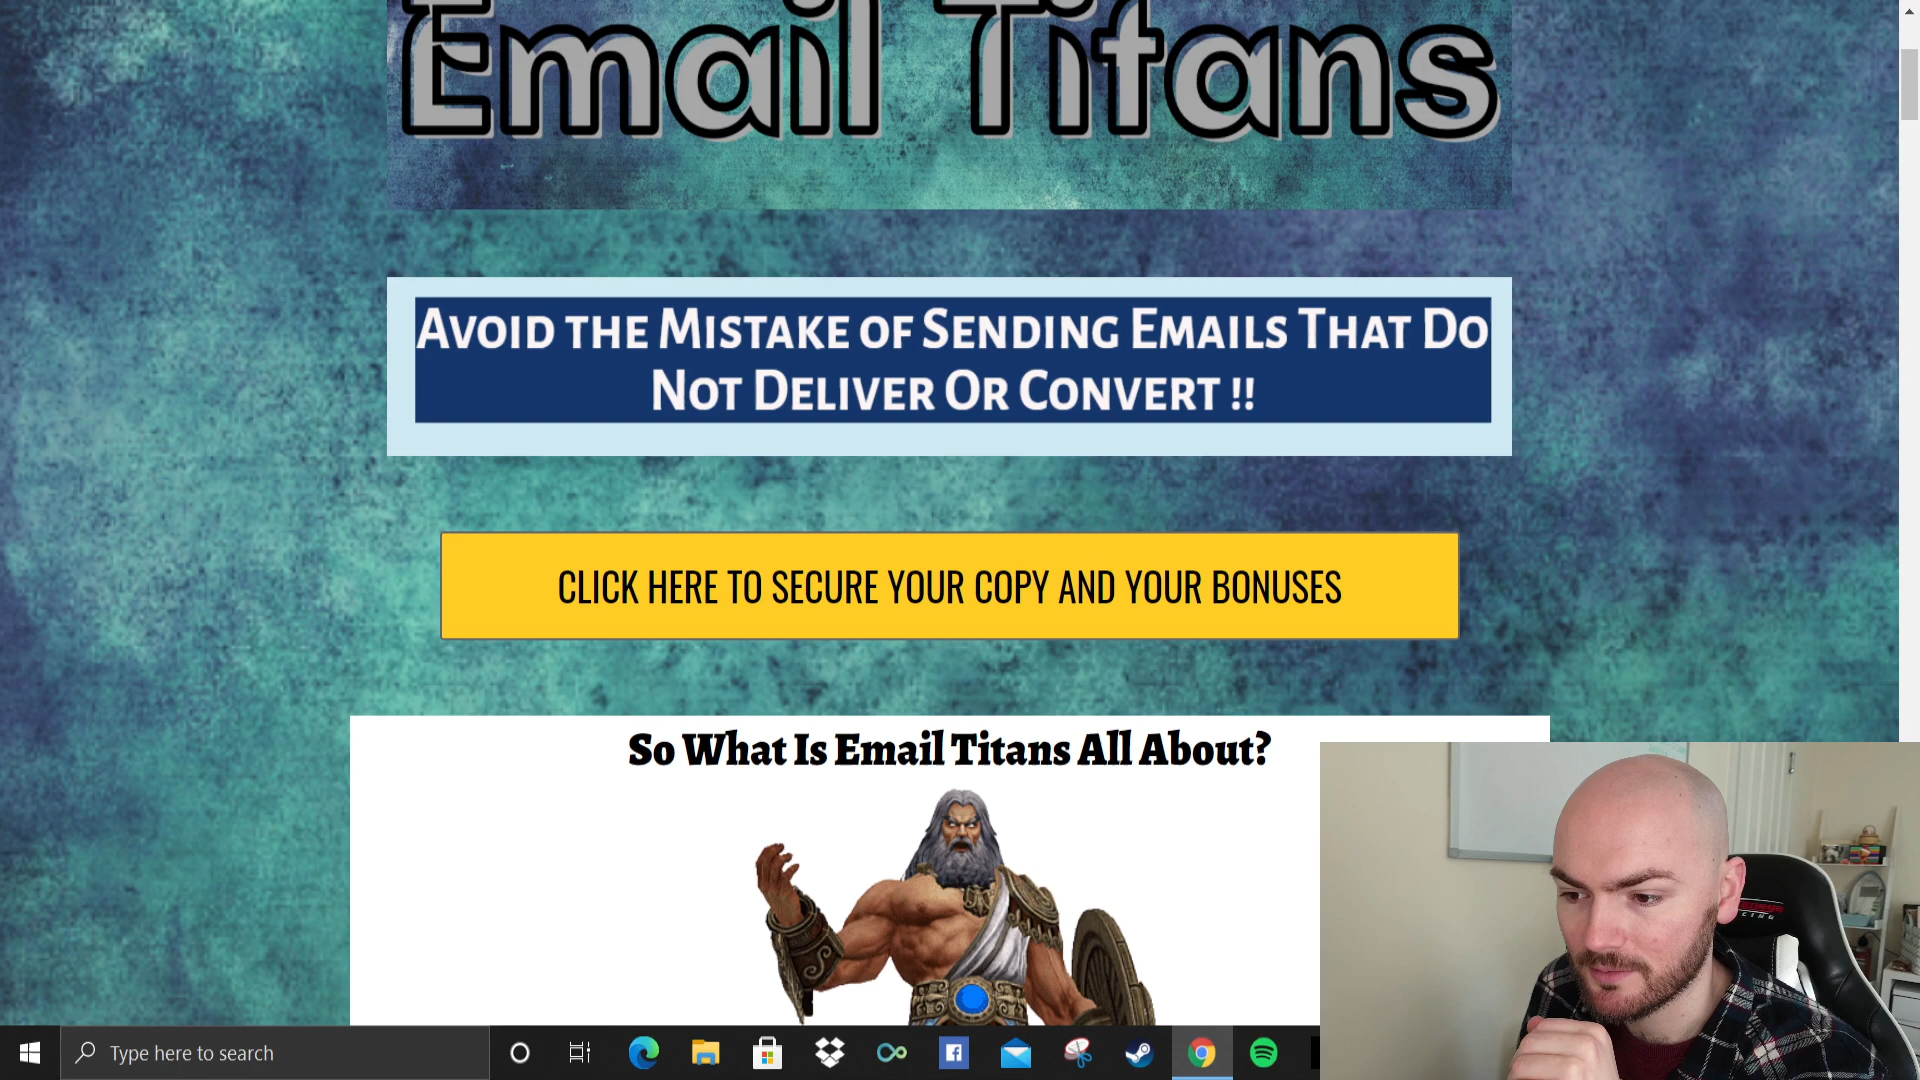 Email Titans
Avoid the Mistake of Sending Emails That Do
Not Deliver Or Convert !!
CLICK HERE TO SECURE YOUR COPY AND YOUR BONUSES
So What Is Email Titans All About?
Type here to search